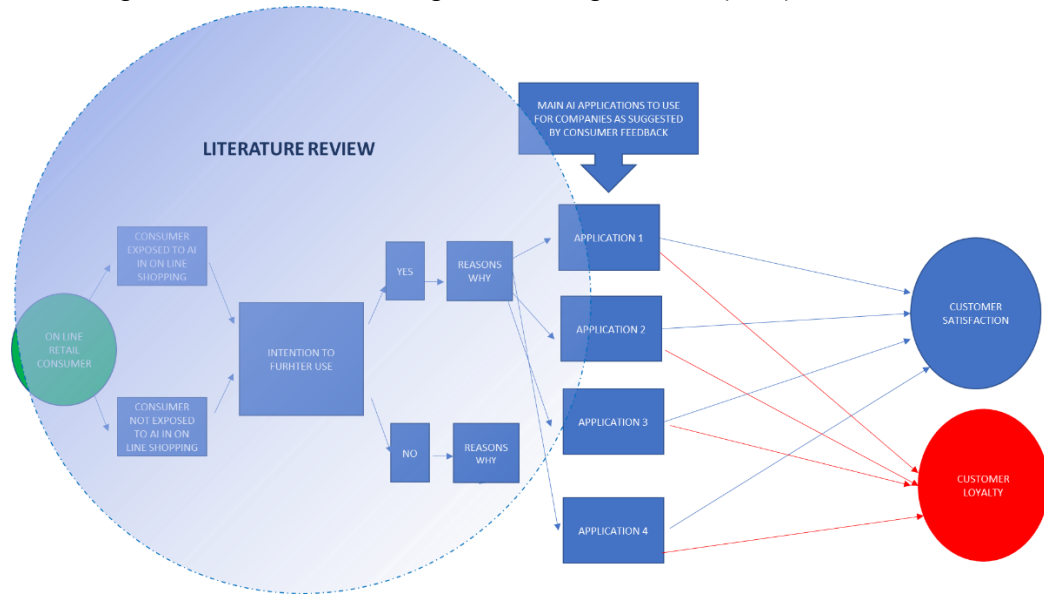 MAIN AI APPLICATIONS TO USE
FOR COMPANIES AS SUGGESTED
BY CONSUMER FEEDBACK
LITERATURE REVIEW
CONSUMER
EXPOSED TO AI
IN ON LINE
SHOPPING
ON LINE
RETAIL
CONSUMER
CONSUMER
NOT EXPOSED
TO AI IN ON
LINE SHOPPING
INTENTION TO
FURHTER USE
YES
REASONS
WHY
NO
REASONS
WHY
APPLICATION 1
APPLICATION 2
APPLICATION 3
APPLICATION 4
CUSTOMER
SATISFACTION
CUSTOMER
LOYALTY